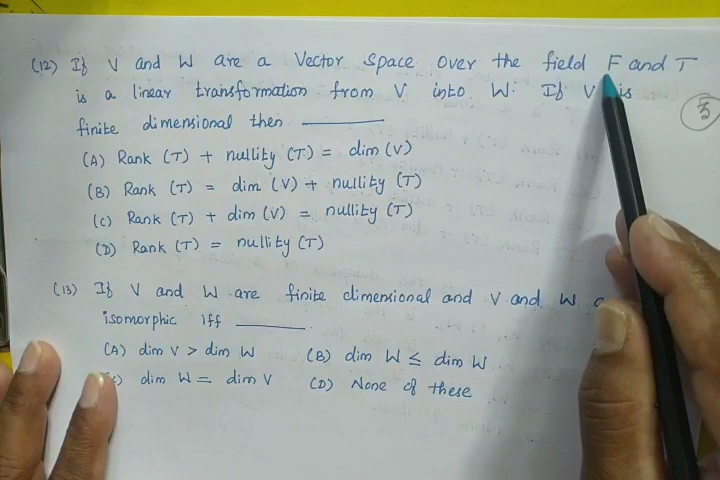 (12) If V and W are a Vector Space over the field F and T
is a linear transformation from V into W. If V is
finite dimensional then ________
(A) Rank (T) + nullity (T) = dim (V)
(B) Rank (T) = dim (V) + nullity (T)
(C) Rank (T) + dim (V) = nullity (T)
(D) Rank (T) = nullity (T)
(13) If V and W are finite dimensional and V and W
isomorphic iff ________
(A) dim V > dim W (B) dim W ≤ dim W
dim W = dim V (D) None of these